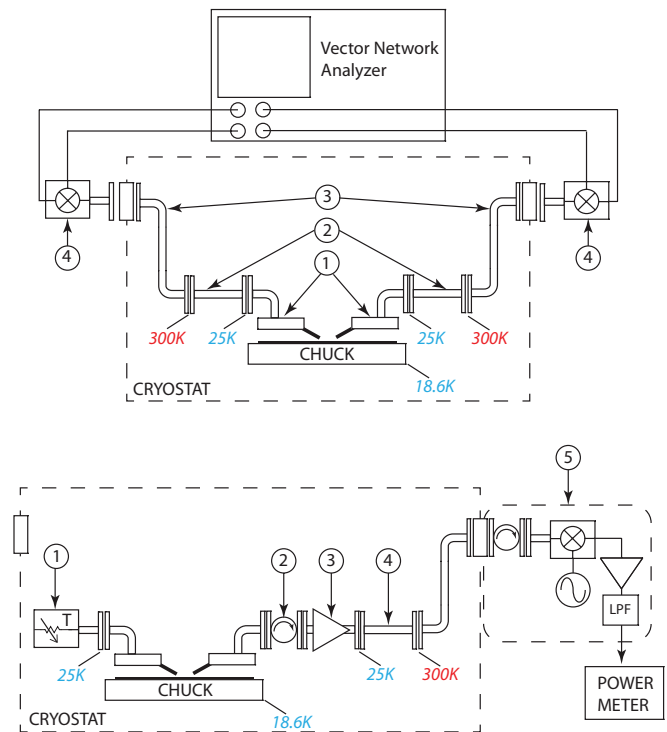 Vector Network
Analyzer
3
2
4
1
4
300K
25K
25K
300K
CHUCK
18.6K
CRYOSTAT
5
1
2
3
4
T
LPF
25K
25K
300K
CHUCK
18.6K
CRYOSTAT
POWER
METER